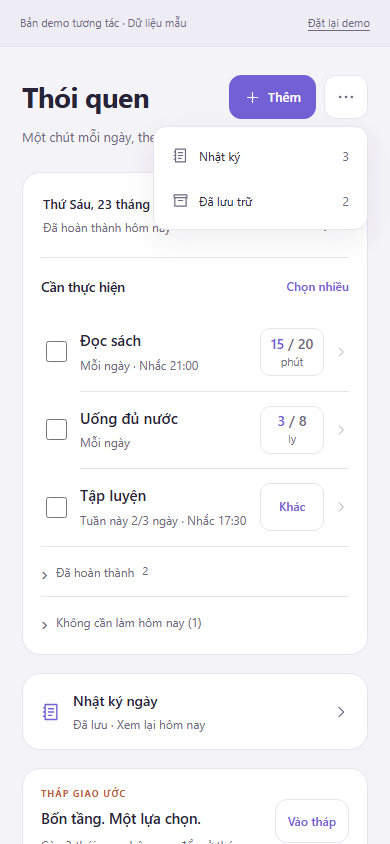 Bản demo tương tác · Dữ liệu mẫu
Đặt lại demo
Thói quen
+ Thêm
...
Một chút mỗi ngày,
Nhật ký 3
Đã lưu trữ 2
Thứ Sáu, 23 tháng
Đã hoàn thành hôm nay
Cần thực hiện
Chọn nhiều
Đọc sách
Mỗi ngày · Nhắc 21:00
15 / 20
phút
Uống đủ nước
Mỗi ngày
3 / 8
ly
Tập luyện
Tuần này 2/3 ngày · Nhắc 17:30
Khác
Đã hoàn thành 2
Không cần làm hôm nay (1)
Nhật ký ngày
Đã lưu · Xem lại hôm nay
THÁP GIAO ƯỚC
Bốn tầng. Một lựa chọn.
Vào tháp